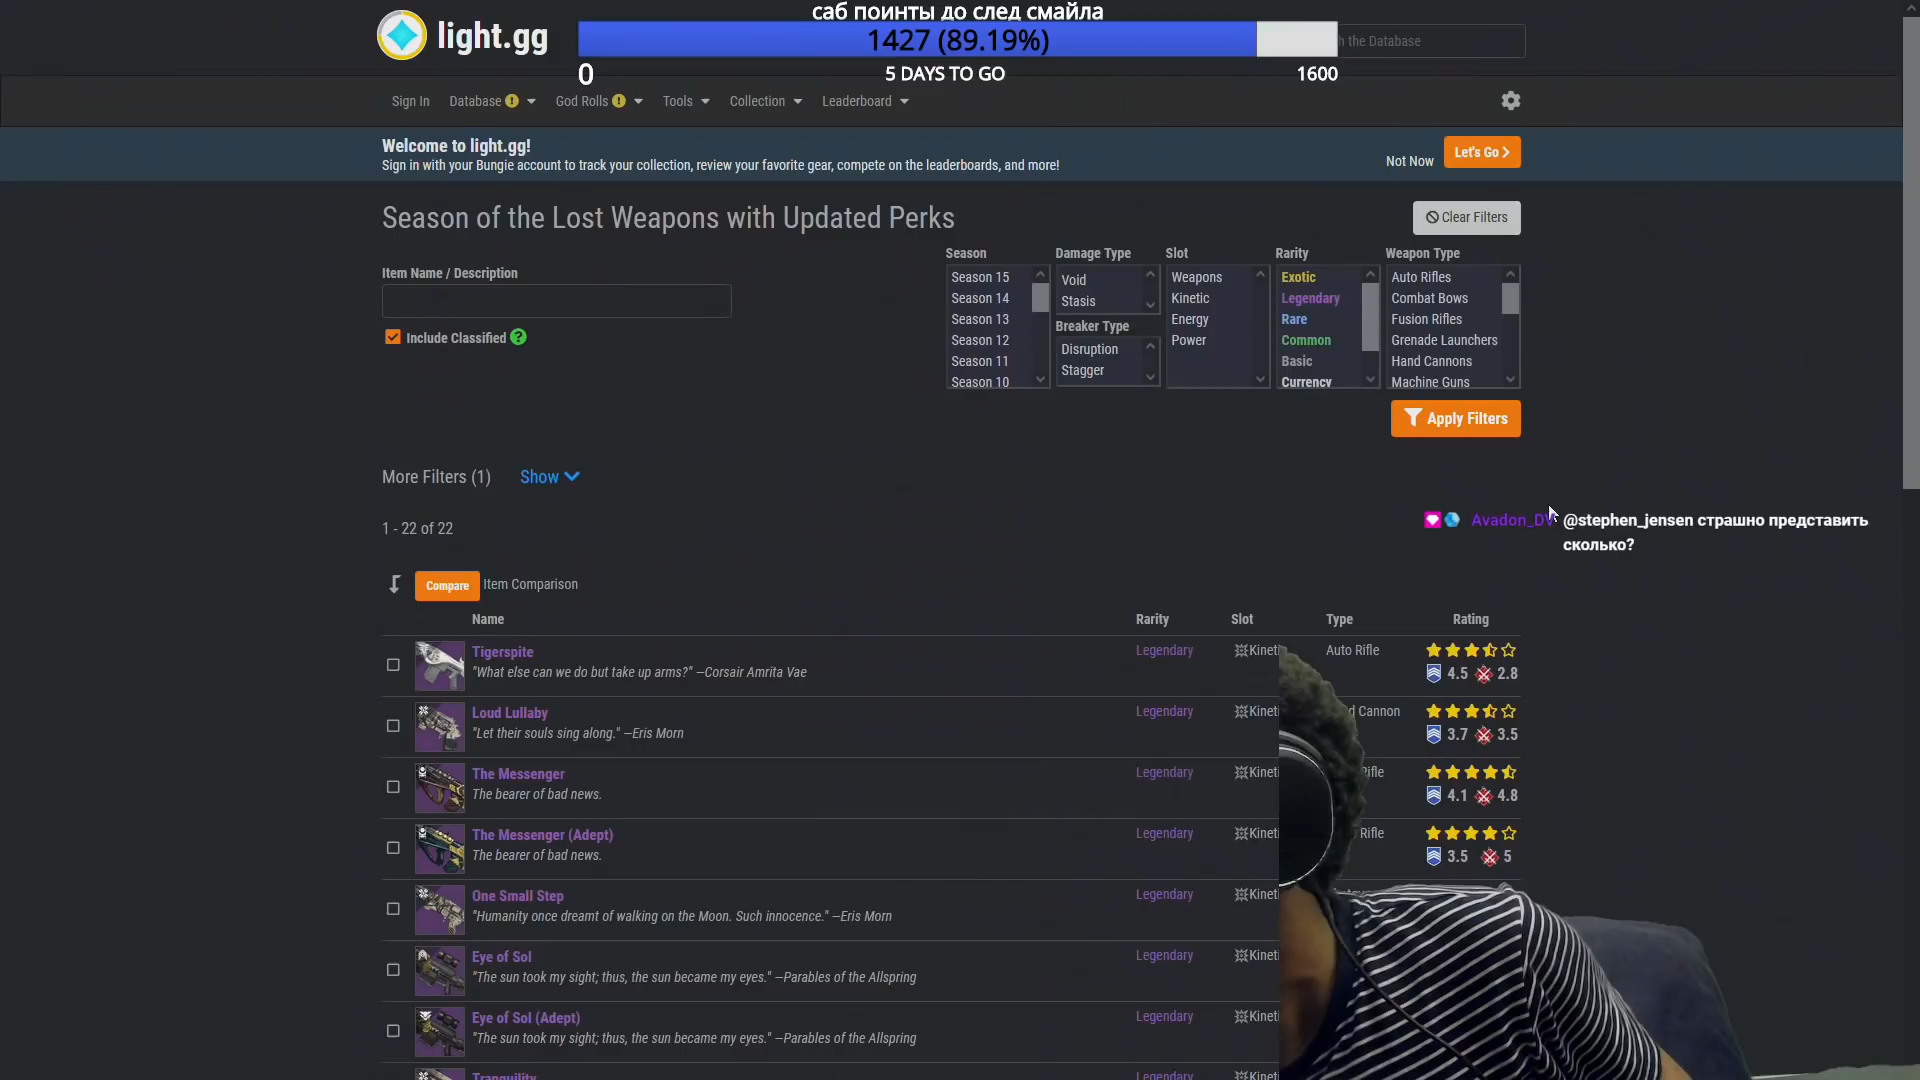 саб поинты до след смайла
light.gg
1427 (89.19%)
h the Database
0
5 DAYS TO GO
1600
Sign In
Database
God Rolls
Tools
Collection
Leaderboard
Welcome to light.gg!
Sign in with your Bungie account to track your collection, review your favorite gear, compete on the leaderboards, and more!
Not Now
Let's Go
Season of the Lost Weapons with Updated Perks
Clear Filters
Item Name / Description
Include Classified
Season
Season 15
Season 14
Season 13
Season 12
Season 11
Season 10
Damage Type
Void
Stasis
Breaker Type
Disruption
Stagger
Slot
Weapons
Kinetic
Energy
Power
Rarity
Exotic
Legendary
Rare
Common
Basic
Currency
Weapon Type
Auto Rifles
Combat Bows
Fusion Rifles
Grenade Launchers
Hand Cannons
Machine Guns
Apply Filters
More Filters (1) Show
1 - 22 of 22
Avadon_DV @stephen_jensen страшно представить
сколько?
Compare Item Comparison
Name Rarity Slot Type Rating
Tigerspite Legendary Kineti Auto Rifle
"What else can we do but take up arms?" —Corsair Amrita Vae 4.5 2.8
Loud Lullaby Legendary Kineti d Cannon
"Let their souls sing along." —Eris Morn 3.7 3.5
The Messenger Legendary Kineti ifle
The bearer of bad news. 4.1 4.8
The Messenger (Adept) Legendary Kineti Rifle
The bearer of bad news. 3.5 5
One Small Step Legendary Kineti
"Humanity once dreamt of walking on the Moon. Such innocence." —Eris Morn
Eye of Sol Legendary Kineti
"The sun took my sight; thus, the sun became my eyes." —Parables of the Allspring
Eye of Sol (Adept) Legendary Kineti
"The sun took my sight; thus, the sun became my eyes." —Parables of the Allspring
Tranquility Legendary Kineti